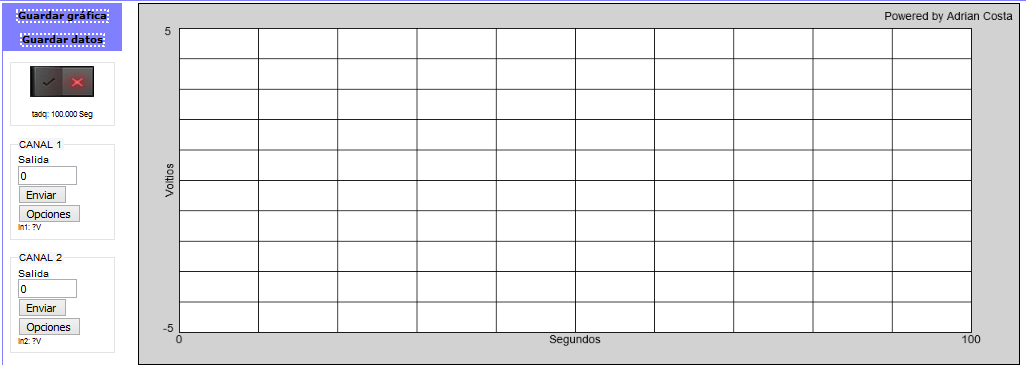 Guardar gráfica
Guardar datos
tadq: 100.000 Seg
CANAL 1
Salida
0
Enviar
Opciones
In1: ?V
CANAL 2
Salida
0
Enviar
Opciones
In2: ?V
Powered by Adrian Costa
5
Voltios
-5
0
Segundos
100